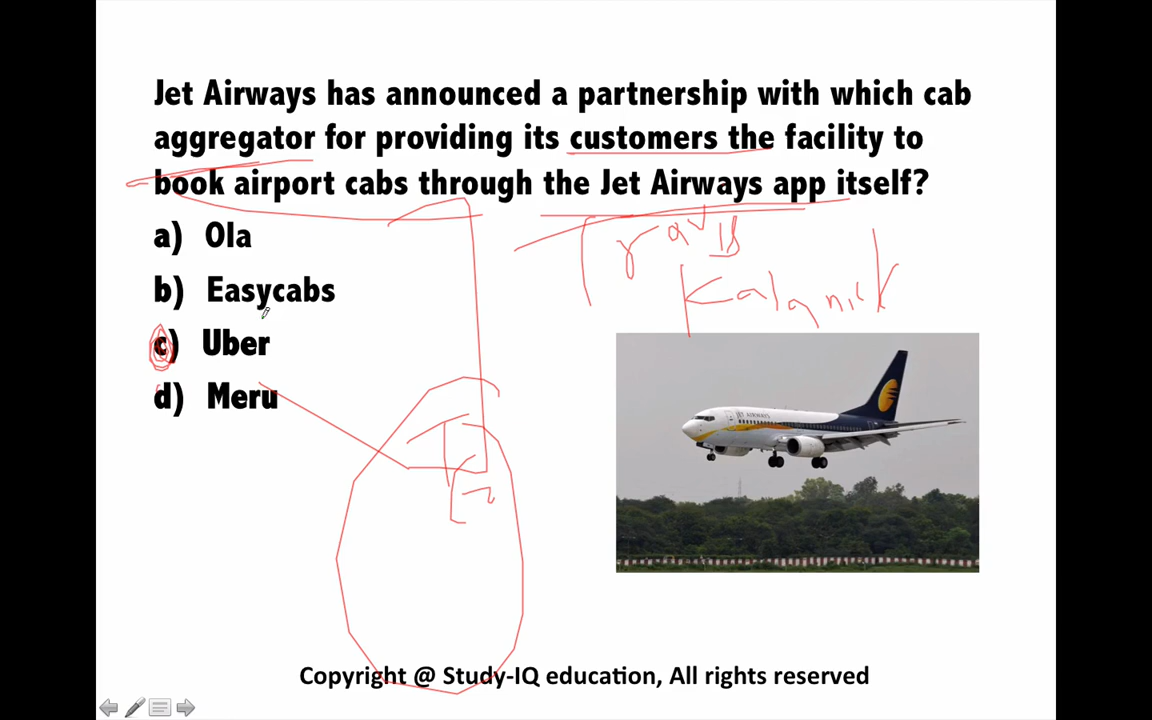 Jet Airways has announced a partnership with which cab
aggregator for providing its customers the facility to
book airport cabs through the Jet Airways app itself?
a) Ola
b) Easycabs
c) Uber
d) Meru
Travis
Kalanick
JET AIRWAYS
Copyright @ Study-IQ education, All rights reserved